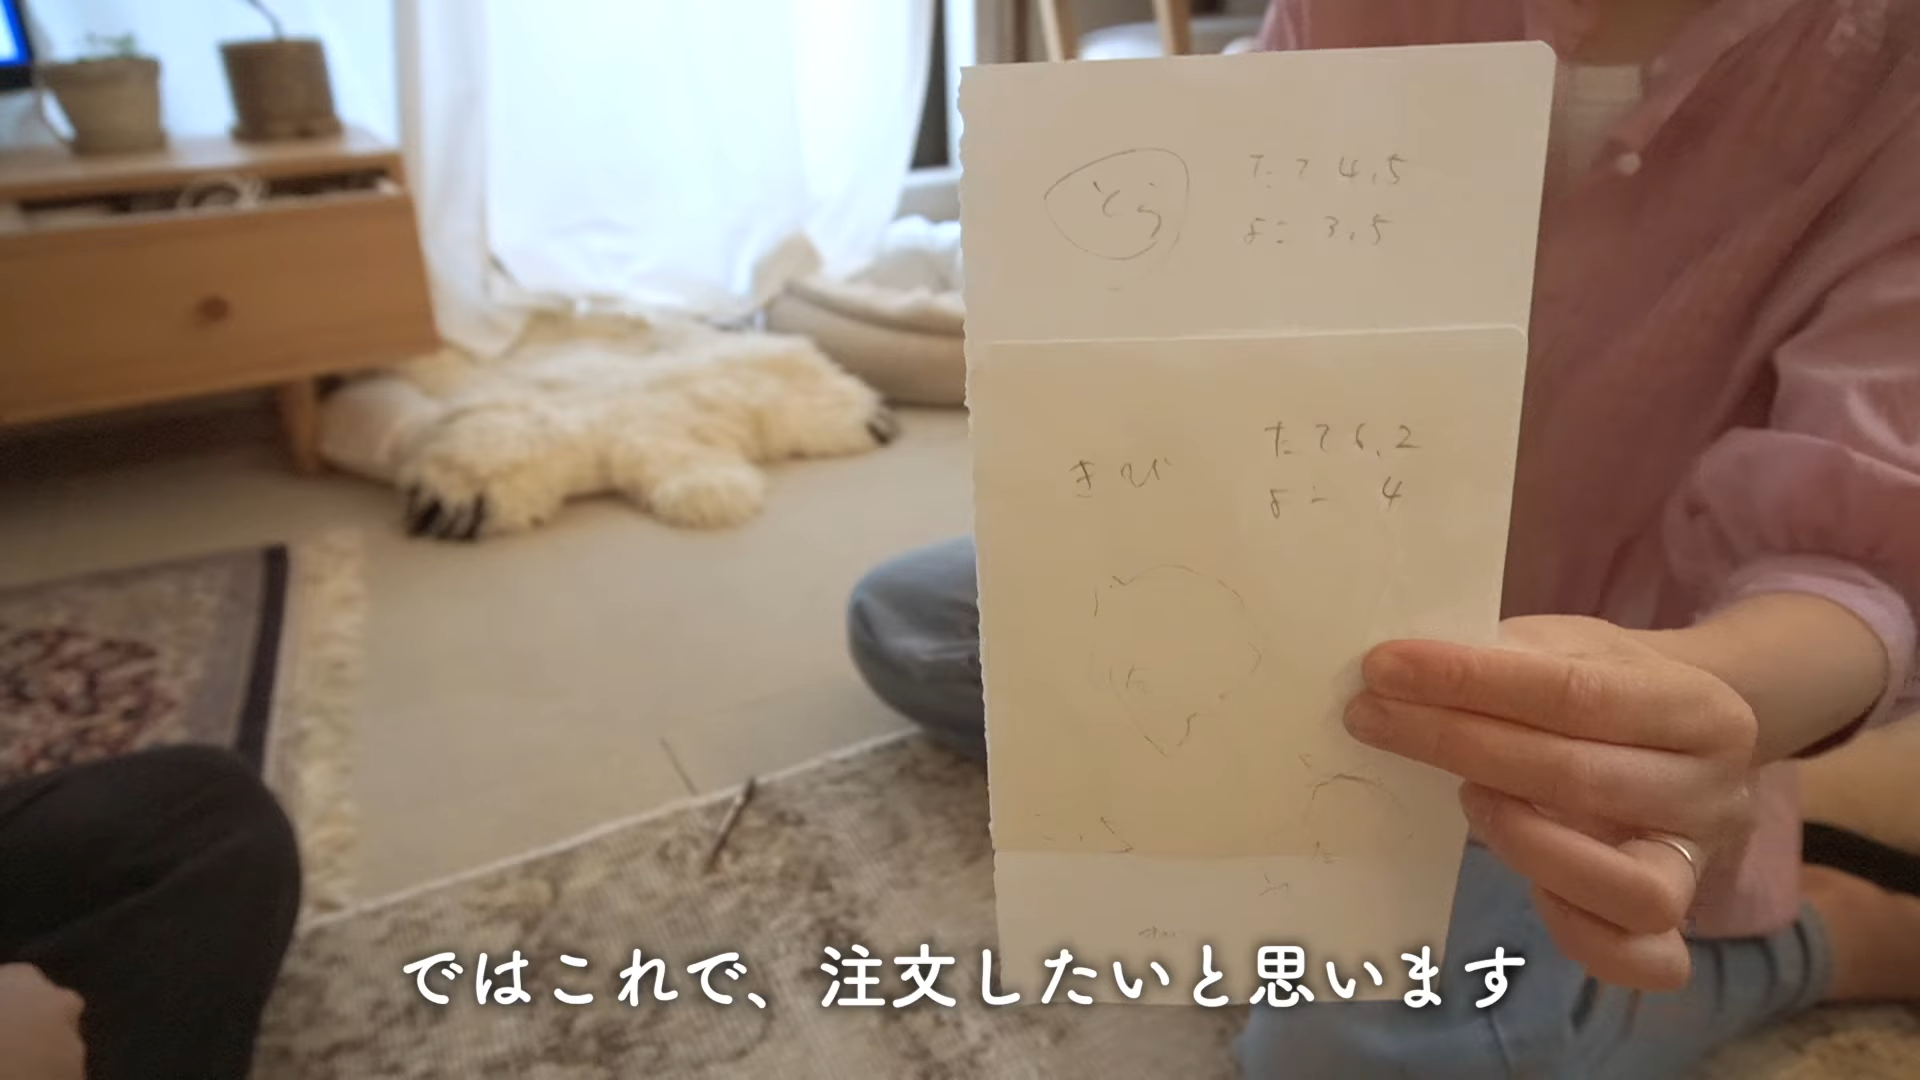 とら
たて 4.5
よこ 3.5
きび
たて 6.2
よこ 4
ではこれで、注文したいと思います